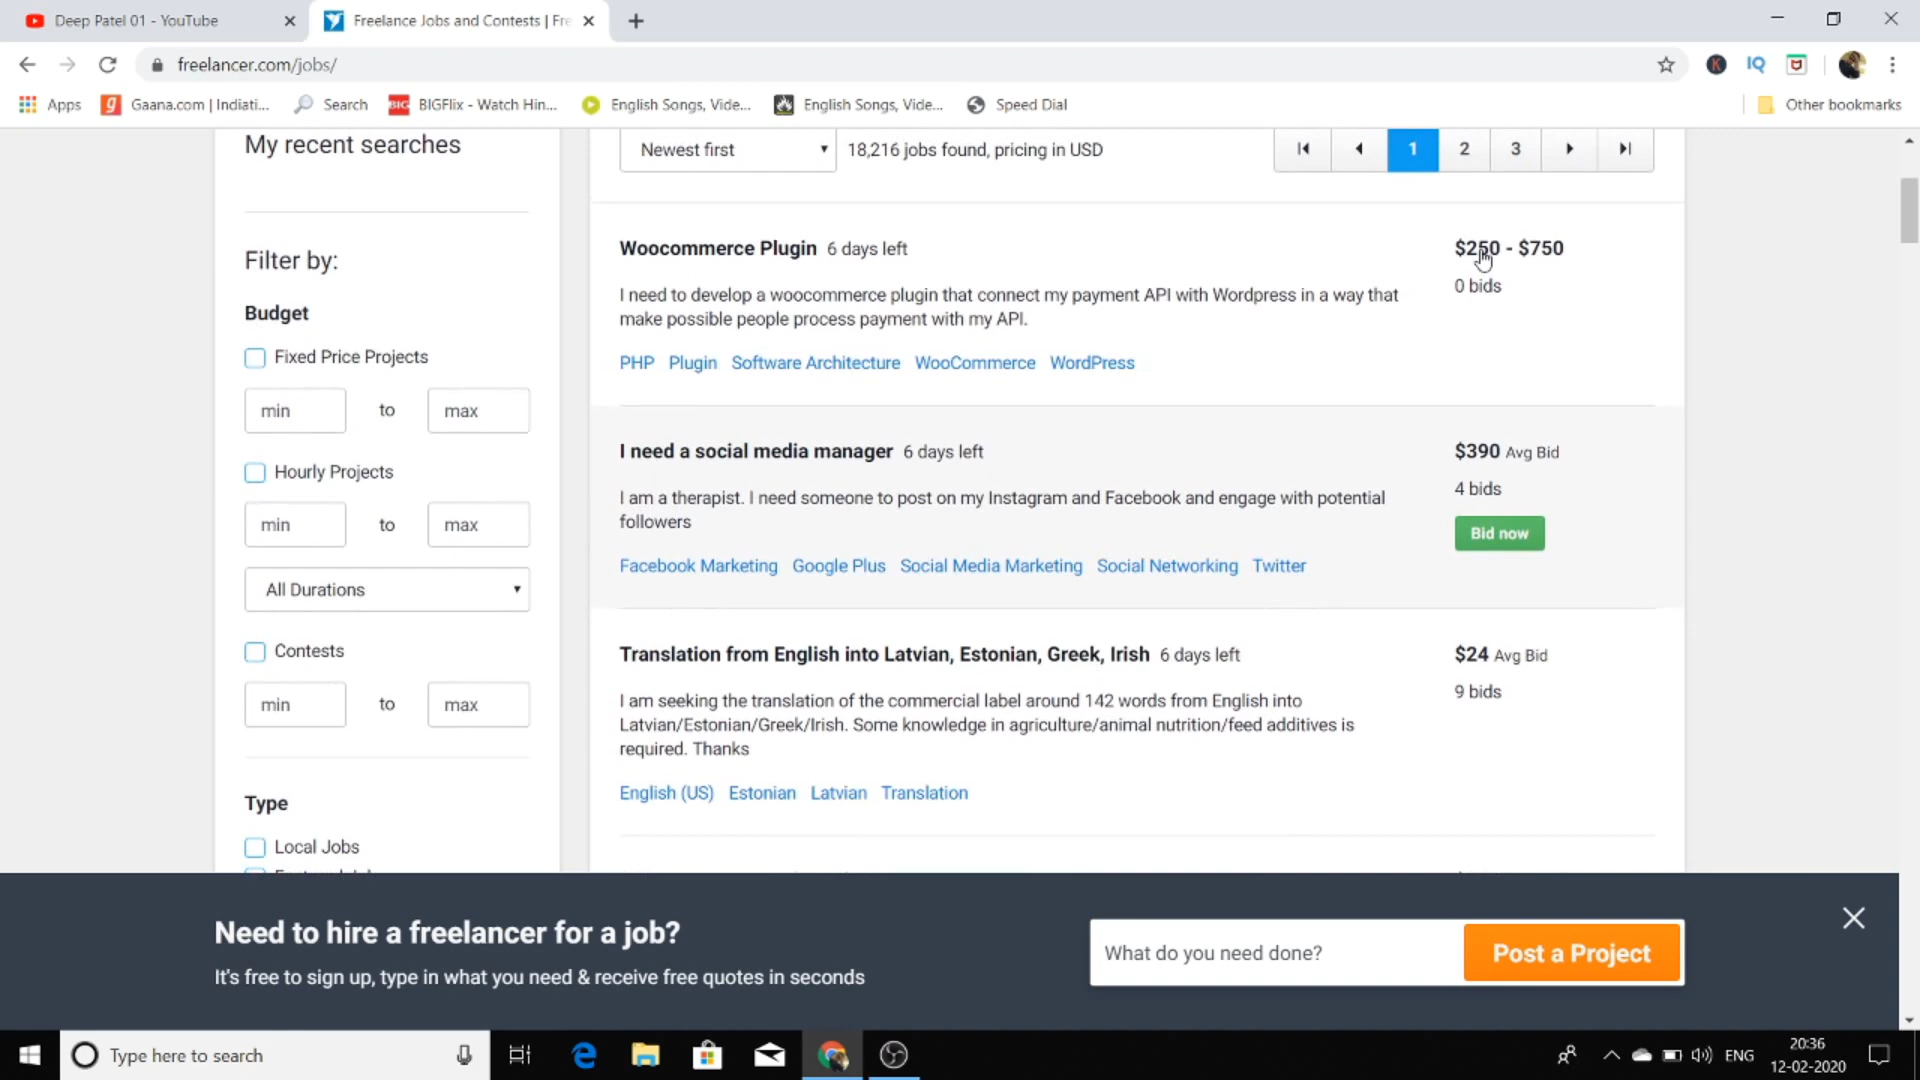 Deep Patel 01 - YouTube
Freelance Jobs and Contests | Fre
freelancer.com/jobs/
Apps
Gaana.com | Indiati...
Search
BIGFlix - Watch Hin...
English Songs, Vide...
English Songs, Vide...
Speed Dial
Other bookmarks
My recent searches
Newest first
18,216 jobs found, pricing in USD
1
2
3
Filter by:
Budget
Fixed Price Projects
min to max
Hourly Projects
min to max
All Durations
Contests
min to max
Type
Local Jobs
Woocommerce Plugin 6 days left
$250 - $750
0 bids
I need to develop a woocommerce plugin that connect my payment API with Wordpress in a way that
make possible people process payment with my API.
PHP Plugin Software Architecture WooCommerce WordPress
I need a social media manager 6 days left
$390 Avg Bid
4 bids
Bid now
I am a therapist. I need someone to post on my Instagram and Facebook and engage with potential
followers
Facebook Marketing Google Plus Social Media Marketing Social Networking Twitter
Translation from English into Latvian, Estonian, Greek, Irish 6 days left
$24 Avg Bid
9 bids
I am seeking the translation of the commercial label around 142 words from English into
Latvian/Estonian/Greek/Irish. Some knowledge in agriculture/animal nutrition/feed additives is
required. Thanks
English (US) Estonian Latvian Translation
Need to hire a freelancer for a job?
It's free to sign up, type in what you need & receive free quotes in seconds
What do you need done?
Post a Project
Type here to search
ENG
20:36
12-02-2020